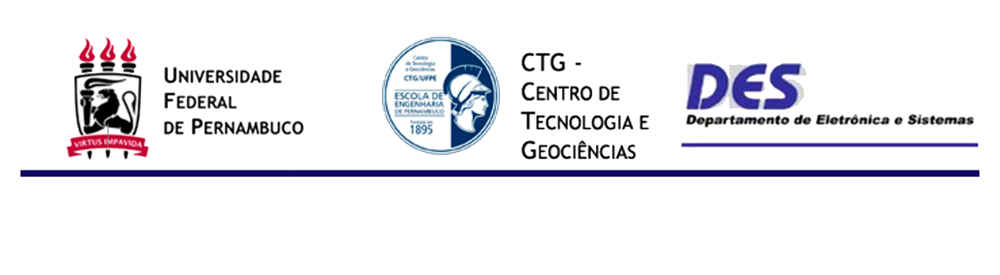 UNIVERSIDADE
FEDERAL
DE PERNAMBUCO
VIRTUS IMPAVIDA
Centro
de Tecnologia
e Geociências
CTG/UFPE
ESCOLA DE
ENGENHARIA
DE PERNAMBUCO
Fundada em
1895
CTG -
CENTRO DE
TECNOLOGIA E
GEOCIÊNCIAS
DES
Departamento de Eletrônica e Sistemas